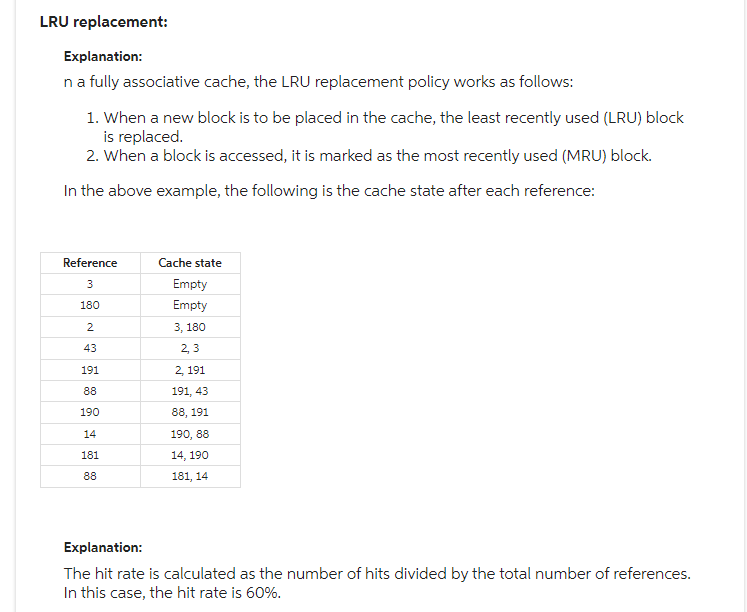 LRU replacement:
Explanation:
n a fully associative cache, the LRU replacement policy works as follows:
1. When a new block is to be placed in the cache, the least recently used (LRU) block
is replaced.
2. When a block is accessed, it is marked as the most recently used (MRU) block.
In the above example, the following is the cache state after each reference:
Reference Cache state
3 Empty
180 Empty
2 3, 180
43 2, 3
191 2, 191
88 191, 43
190 88, 191
14 190, 88
181 14, 190
88 181, 14
Explanation:
The hit rate is calculated as the number of hits divided by the total number of references.
In this case, the hit rate is 60%.